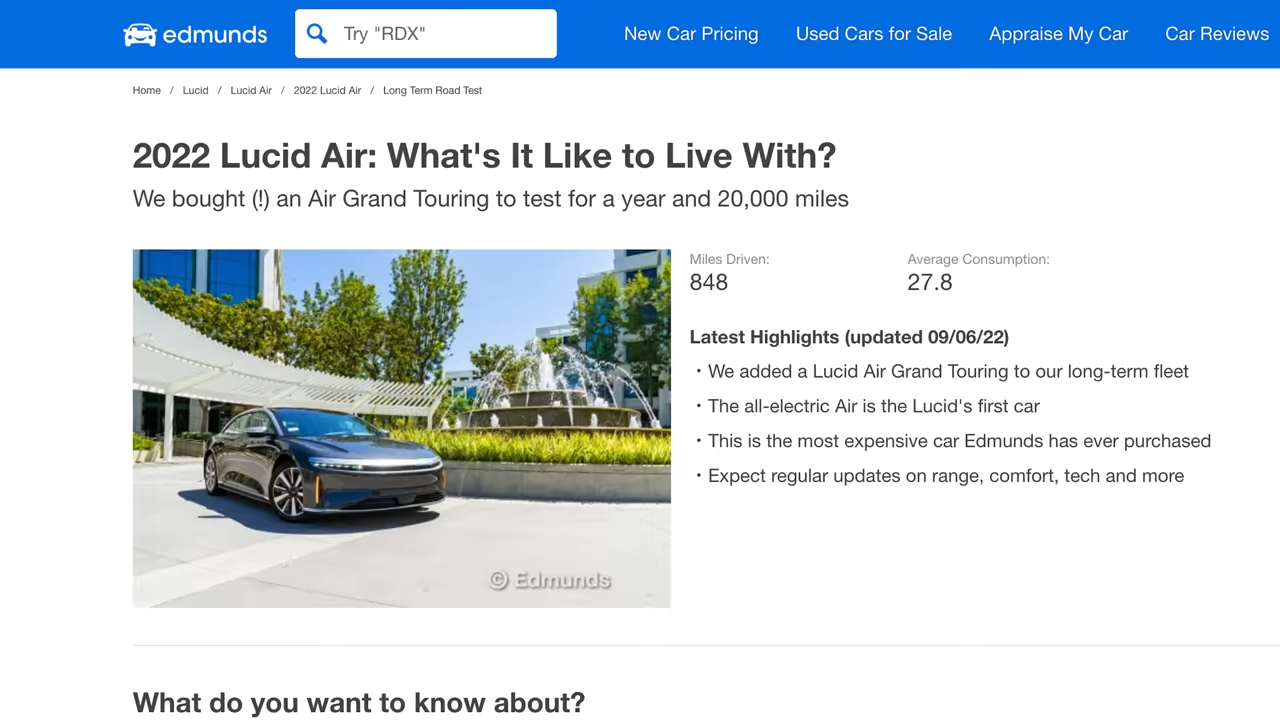 edmunds
Try "RDX"
New Car Pricing
Used Cars for Sale
Appraise My Car
Car Reviews
Home / Lucid / Lucid Air / 2022 Lucid Air / Long Term Road Test
2022 Lucid Air: What's It Like to Live With?
We bought (!) an Air Grand Touring to test for a year and 20,000 miles
Miles Driven:
848
Average Consumption:
27.8
Latest Highlights (updated 09/06/22)
• We added a Lucid Air Grand Touring to our long-term fleet
• The all-electric Air is the Lucid's first car
• This is the most expensive car Edmunds has ever purchased
• Expect regular updates on range, comfort, tech and more
© Edmunds
What do you want to know about?